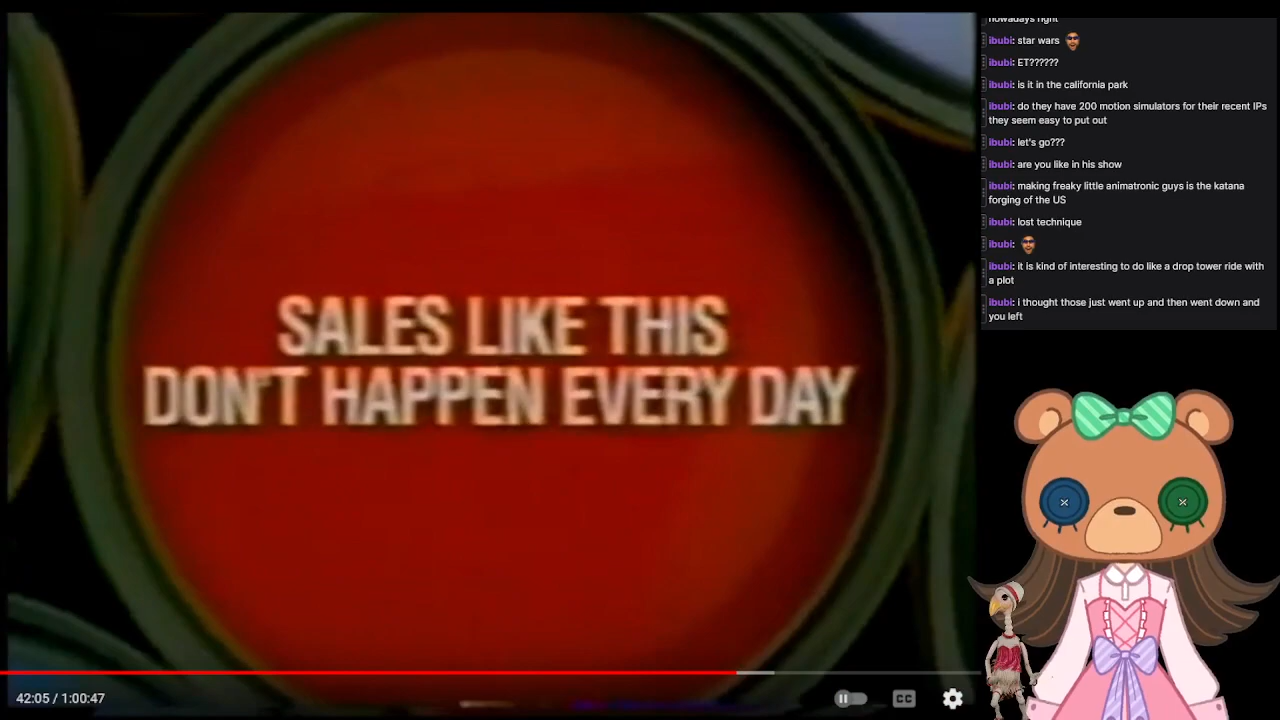 nowadays right
ibubi: star wars
ibubi: ET??????
ibubi: is it in the california park
ibubi: do they have 200 motion simulators for their recent IPs
they seem easy to put out
ibubi: let's go???
ibubi: are you like in his show
ibubi: making freaky little animatronic guys is the katana
forging of the US
ibubi: lost technique
ibubi:
ibubi: it is kind of interesting to do like a drop tower ride with
a plot
ibubi: i thought those just went up and then went down and
you left
SALES LIKE THIS
DON'T HAPPEN EVERY DAY
42:05 / 1:00:47
CC